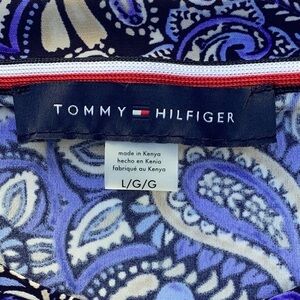 TOMMY HILFIGER
made in Kenya
hecho en Kenia
fabriqué au Kenya
L/G/G